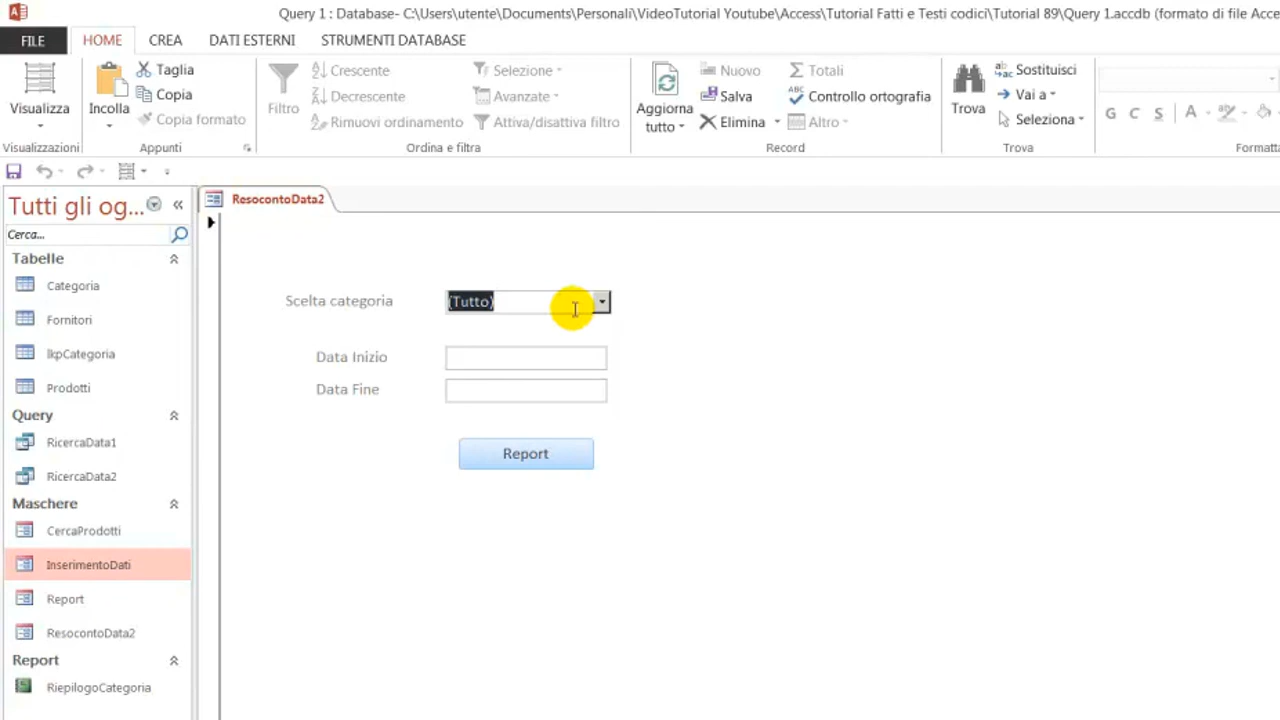 Query 1 : Database- C:\Users\utente\Documents\Personali\VideoTutorial Youtube\Access\Tutorial Fatti e Testi codici\Tutorial 89\Query 1.accdb (formato di file Acce
FILE HOME CREA DATI ESTERNI STRUMENTI DATABASE
Visualizza
Visualizzazioni
Incolla
Taglia
Copia
Copia formato
Appunti
Filtro
Crescente
Decrescente
Rimuovi ordinamento
Selezione
Avanzate
Attiva/disattiva filtro
Ordina e filtra
Aggiorna
tutto
Nuovo
Salva
Elimina
Totali
Controllo ortografia
Altro
Record
Trova
Sostituisci
Vai a
Seleziona
Trova
G C S A
Formatta
Tutti gli og...
Cerca...
Tabelle
Categoria
Fornitori
lkpCategoria
Prodotti
Query
RicercaData1
RicercaData2
Maschere
CercaProdotti
InserimentoDati
Report
ResocontoData2
Report
RiepilogoCategoria
ResocontoData2
Scelta categoria (Tutto)
Data Inizio
Data Fine
Report